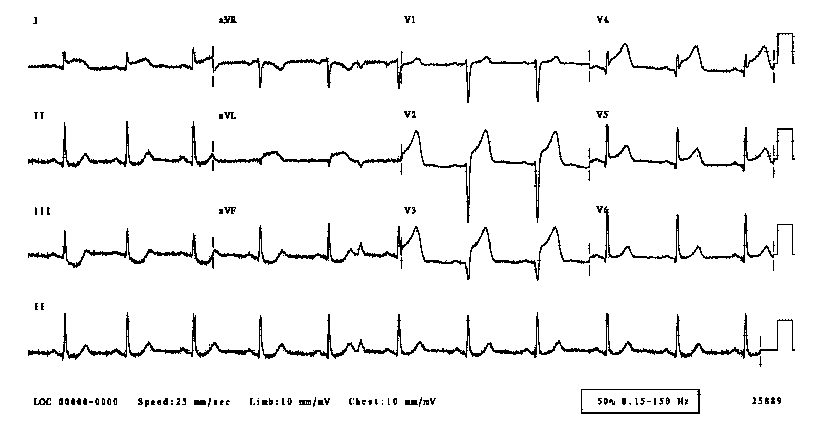 I aVR V1 V4
II aVL V2 V5
III aVF V3 V6
II
LOC 00000-0000 Speed:25 mm/sec Limb:10 mm/mV Chest:10 mm/mV 50~ 0.15-150 Hz 25889